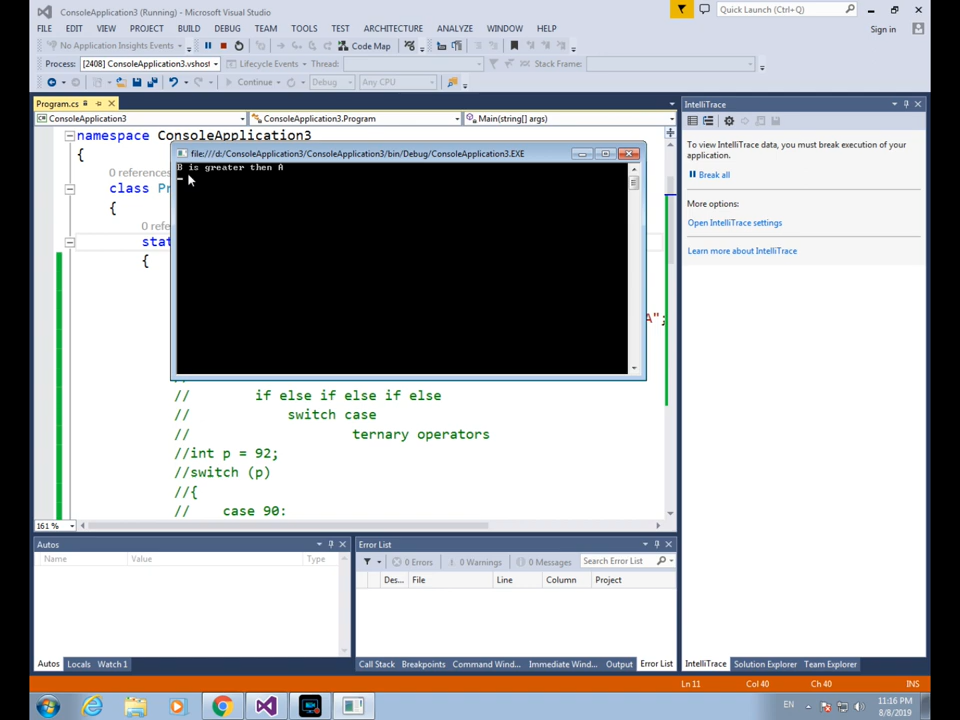 ConsoleApplication3 (Running) - Microsoft Visual Studio
Quick Launch (Ctrl+Q)
FILE EDIT VIEW PROJECT BUILD DEBUG TEAM TOOLS TEST ARCHITECTURE ANALYZE WINDOW HELP
Sign in
No Application Insights Events
Code Map
Process: [2408] ConsoleApplication3.vshost
Lifecycle Events Thread:
Stack Frame:
Continue Debug Any CPU
Program.cs
ConsoleApplication3 ConsoleApplication3.Program Main(string[] args)
namespace ConsoleApplication3
{
0 references
class Pr
{
0 refe
stat
{
A";
file:///d:/ConsoleApplication3/ConsoleApplication3/bin/Debug/ConsoleApplication3.EXE
B is greater then A
// if else if else if else
// switch case
// ternary operators
//int p = 92;
//switch (p)
//{
// case 90:
161 %
IntelliTrace
To view IntelliTrace data, you must break execution of your
application.
Break all
More options:
Open IntelliTrace settings
Learn more about IntelliTrace
Autos
Name Value Type
Error List
0 Errors 0 Warnings 0 Messages Search Error List
Des... File Line Column Project
Autos Locals Watch 1
Call Stack Breakpoints Command Wind... Immediate Wind... Output Error List
IntelliTrace Solution Explorer Team Explorer
Ln 11 Col 40 Ch 40 INS
EN
11:16 PM
8/8/2019